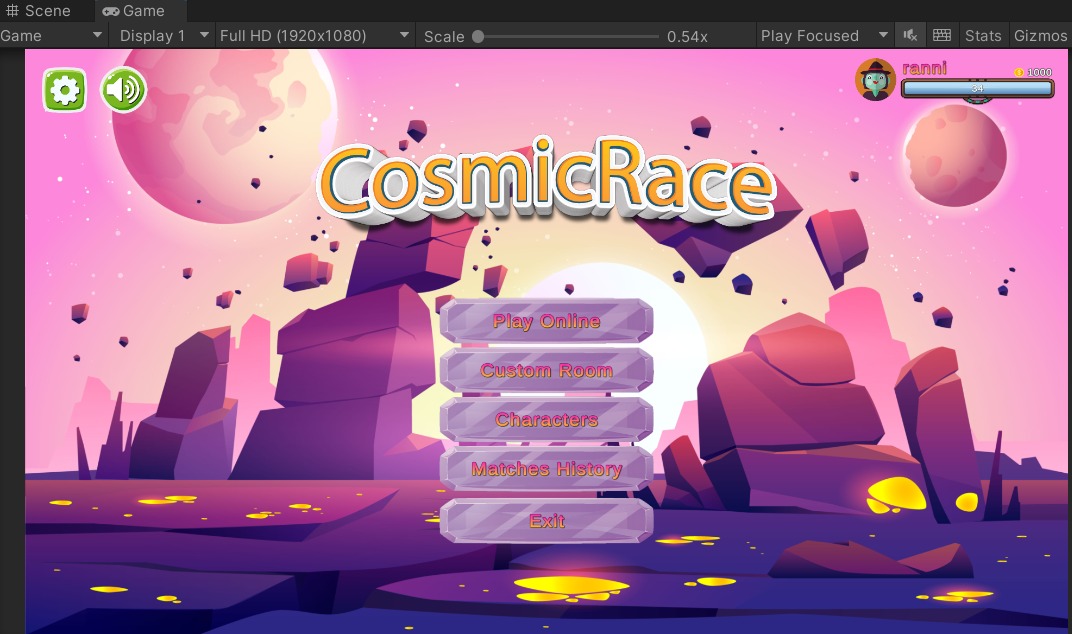 Scene Game
Game Display 1 Full HD (1920x1080) Scale 0.54x Play Focused Stats Gizmos
ranni 1000
34
CosmicRace
Play Online
Custom Room
Characters
Matches History
Exit